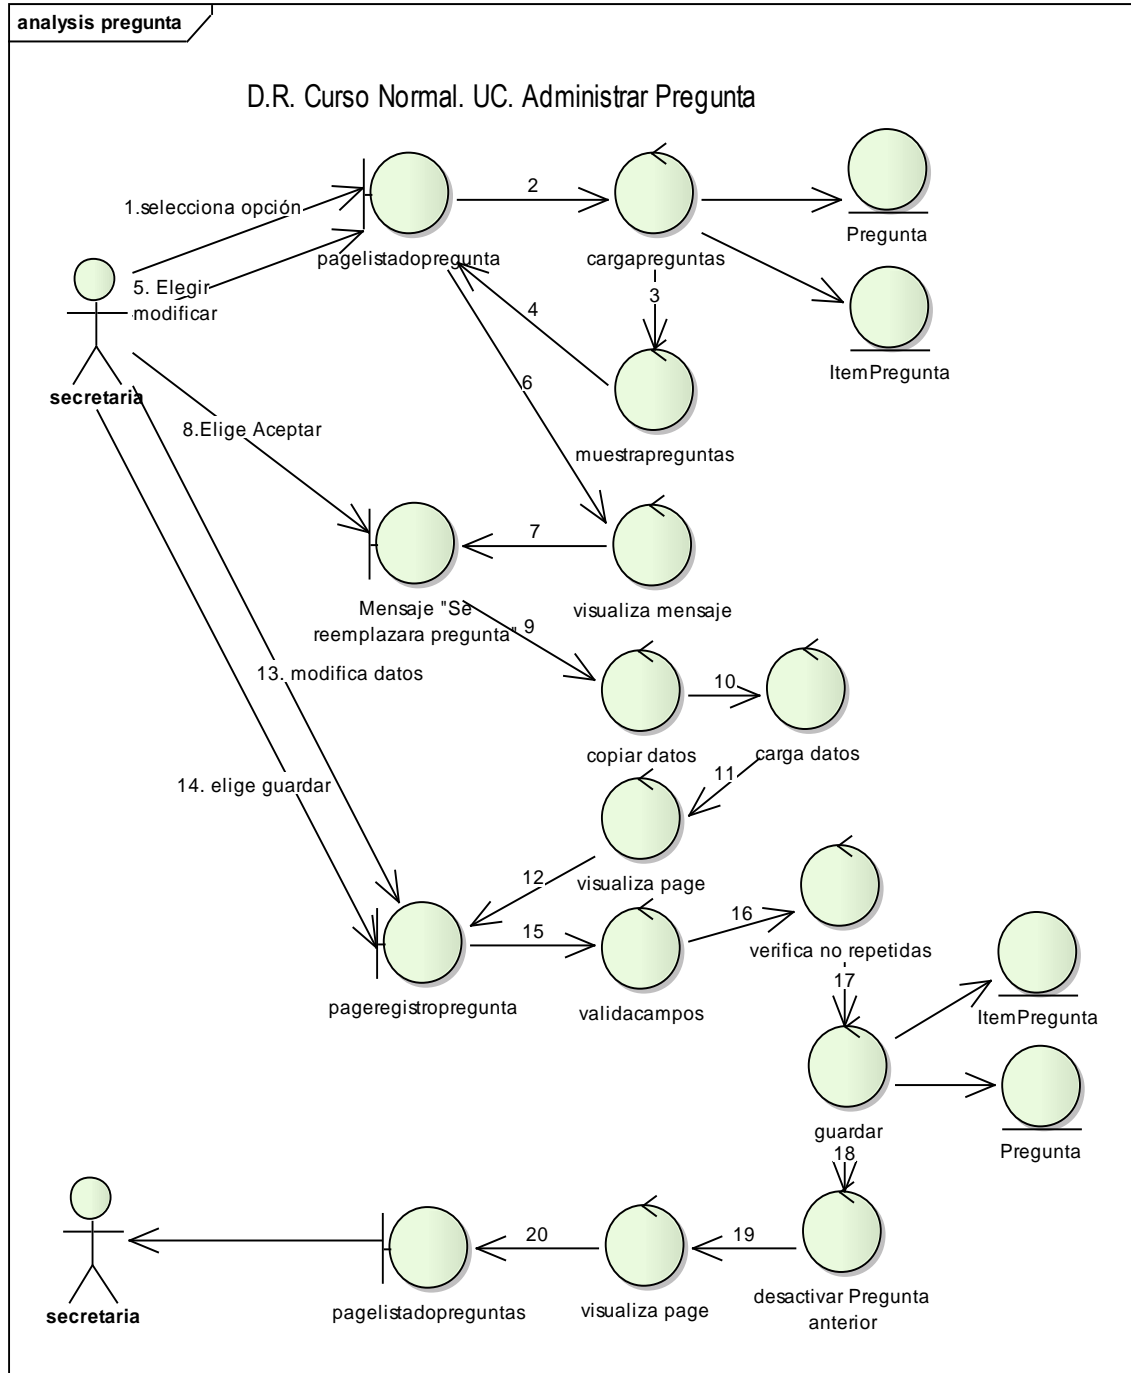 analysis pregunta
D.R. Curso Normal. UC. Administrar Pregunta
1.selecciona opción
2
pagelistadopregunta
cargapreguntas
Pregunta
5. Elegir
modificar
3
4
ItemPregunta
secretaria
6
8.Elige Aceptar
muestrapreguntas
7
Mensaje "Se
reemplazara pregunta"
visualiza mensaje
9
13. modifica datos
10
copiar datos
carga datos
11
14. elige guardar
12
visualiza page
15
16
verifica no repetidas
17
pageregistropregunta
validacampos
ItemPregunta
guardar
Pregunta
18
20
19
secretaria
pagelistadopreguntas
visualiza page
desactivar Pregunta
anterior